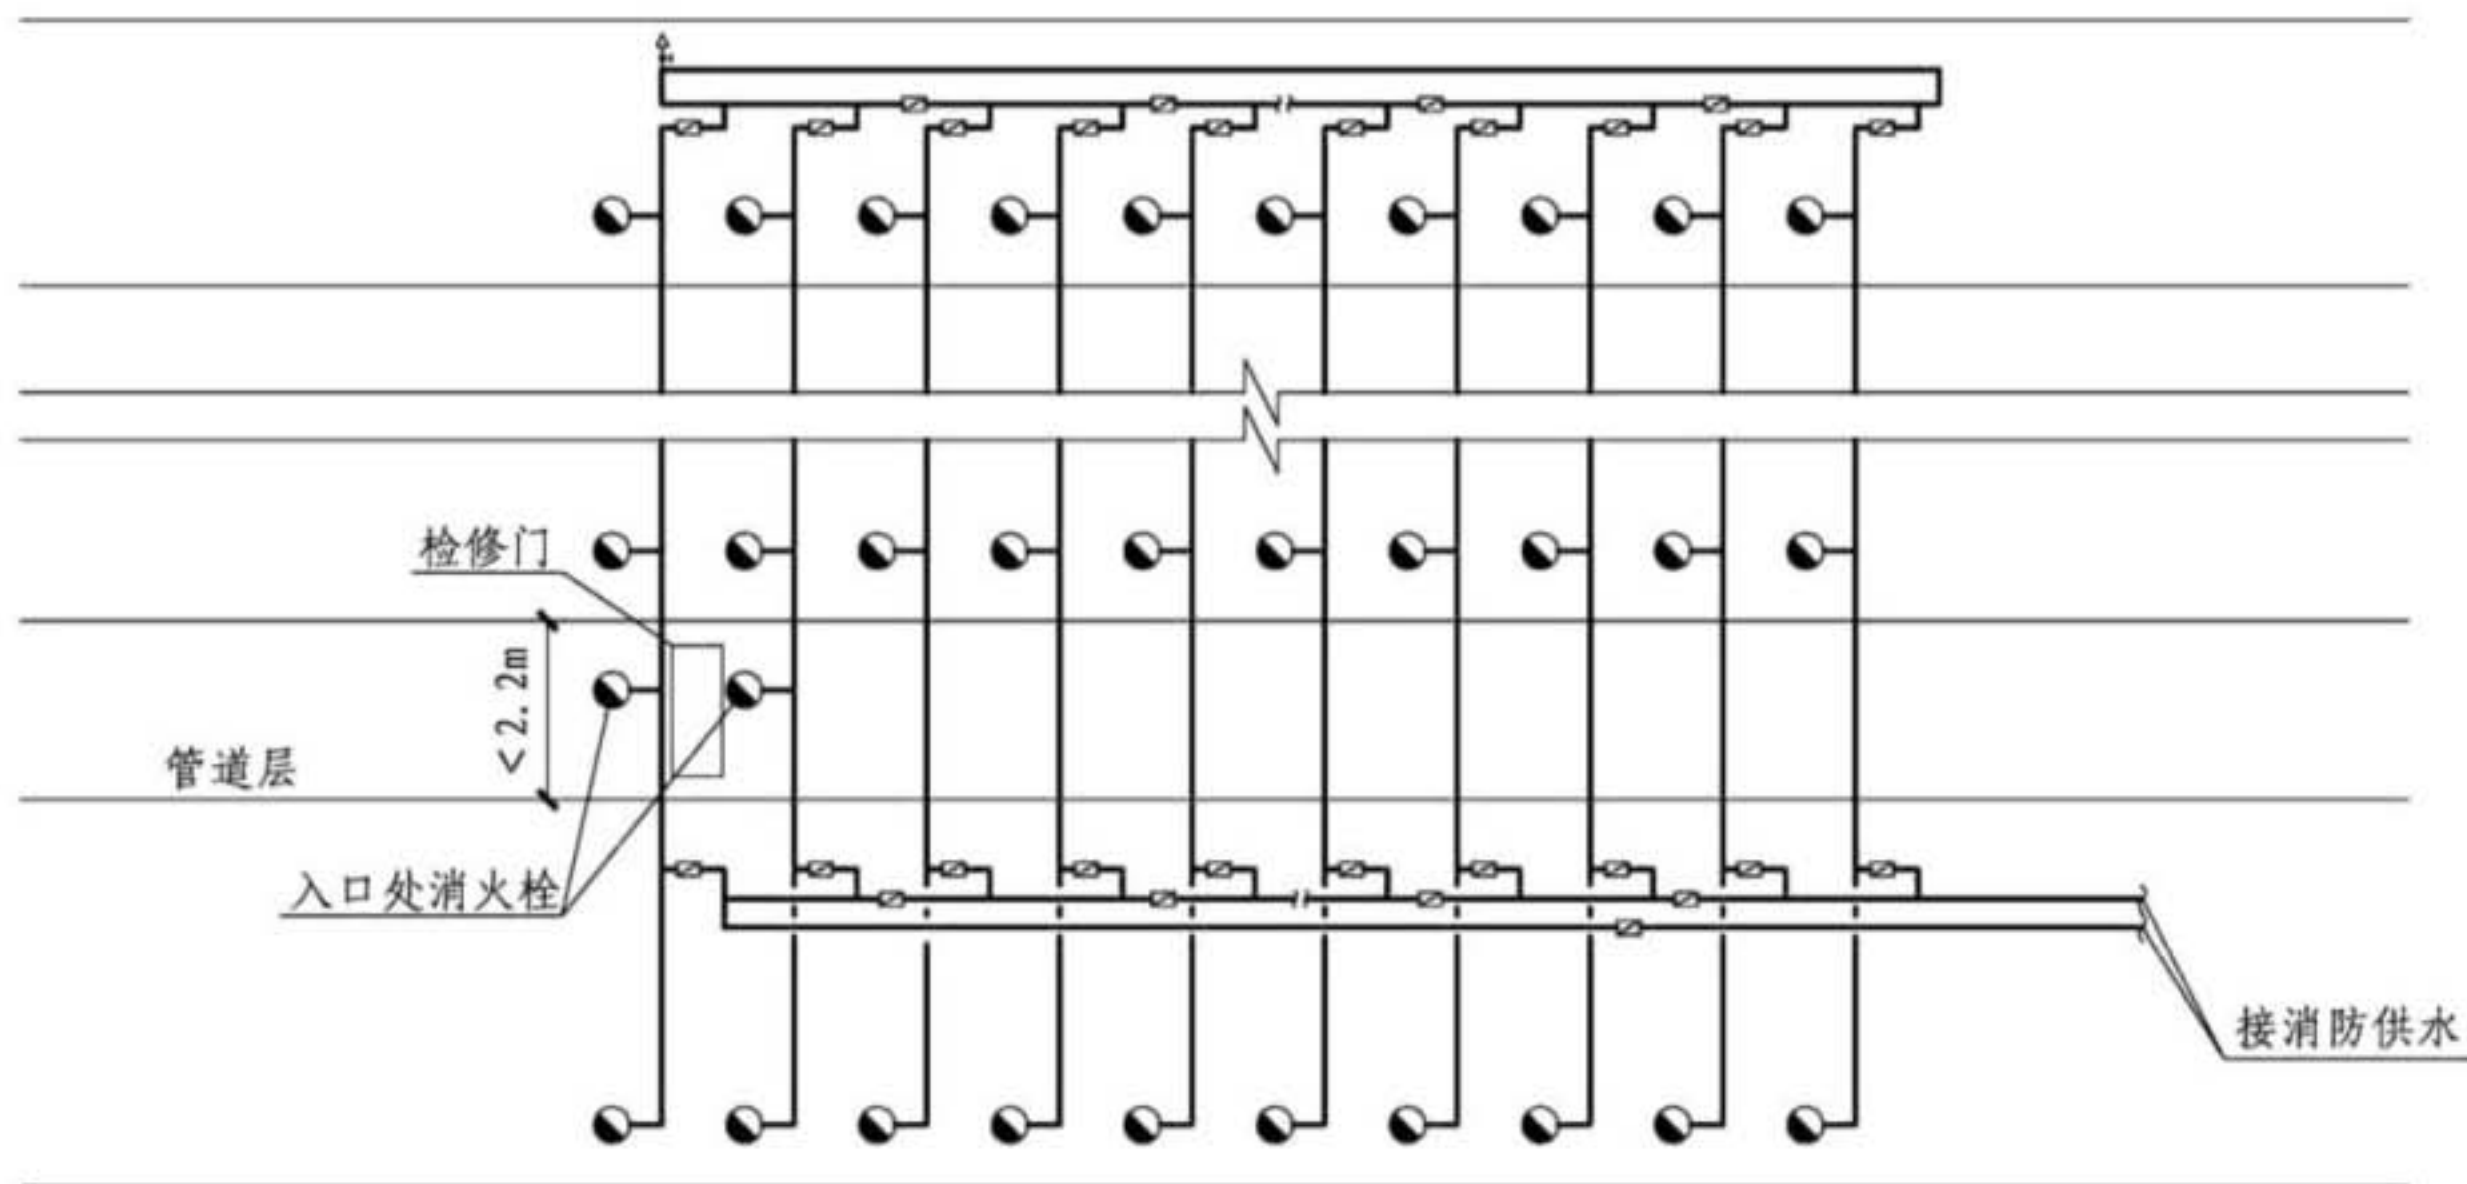 检修门
<2.2m
管道层
入口处消火栓
接消防供水